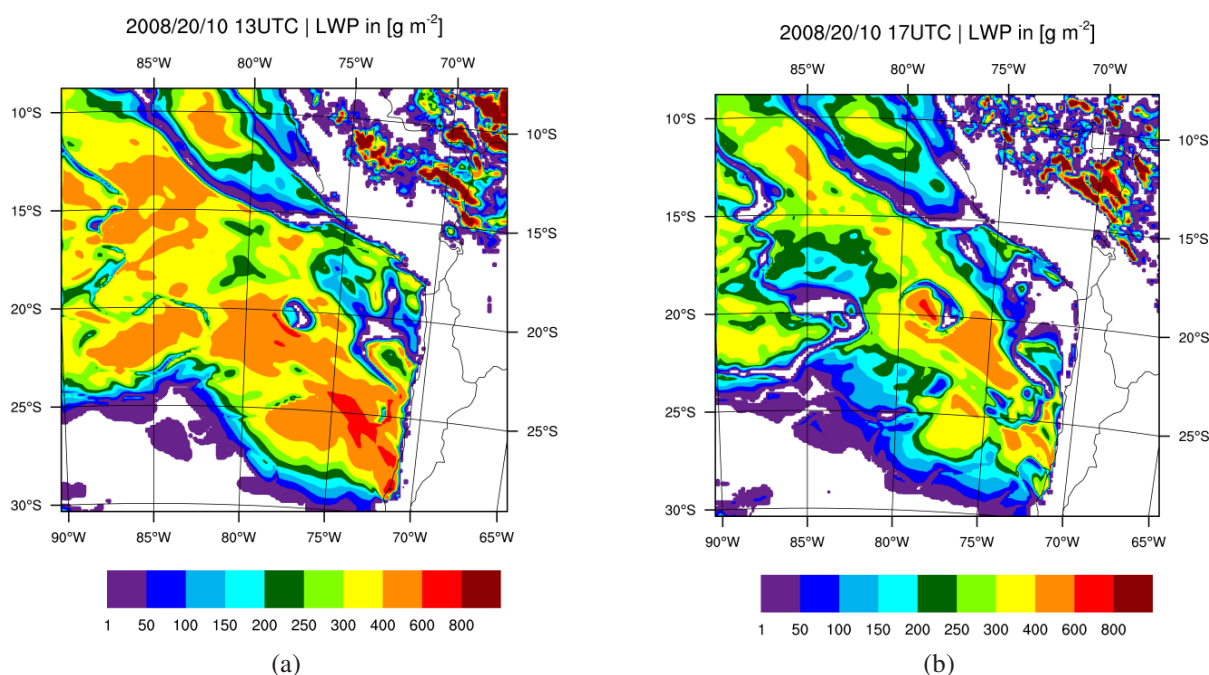 2008/20/10 13UTC | LWP in [g m⁻²]
85°W 80°W 75°W 70°W
10°S 10°S
15°S 15°S
20°S 20°S
25°S 25°S
30°S
90°W 85°W 80°W 75°W 70°W 65°W
1 50 100 150 200 250 300 400 600 800
(a)
2008/20/10 17UTC | LWP in [g m⁻²]
85°W 80°W 75°W 70°W
10°S 10°S
15°S 15°S
20°S 20°S
25°S 25°S
30°S
90°W 85°W 80°W 75°W 70°W 65°W
1 50 100 150 200 250 300 400 600 800
(b)